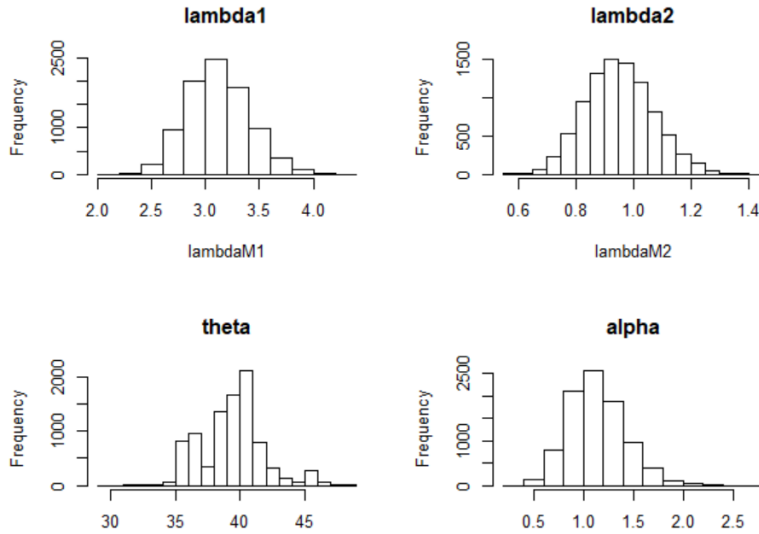 lambda1
Frequency
0 1000 2500
2.0 2.5 3.0 3.5 4.0
lambdaM1
lambda2
Frequency
0 500 1500
0.6 0.8 1.0 1.2 1.4
lambdaM2
theta
Frequency
0 1000 2000
30 35 40 45
alpha
Frequency
0 1000 2500
0.5 1.0 1.5 2.0 2.5